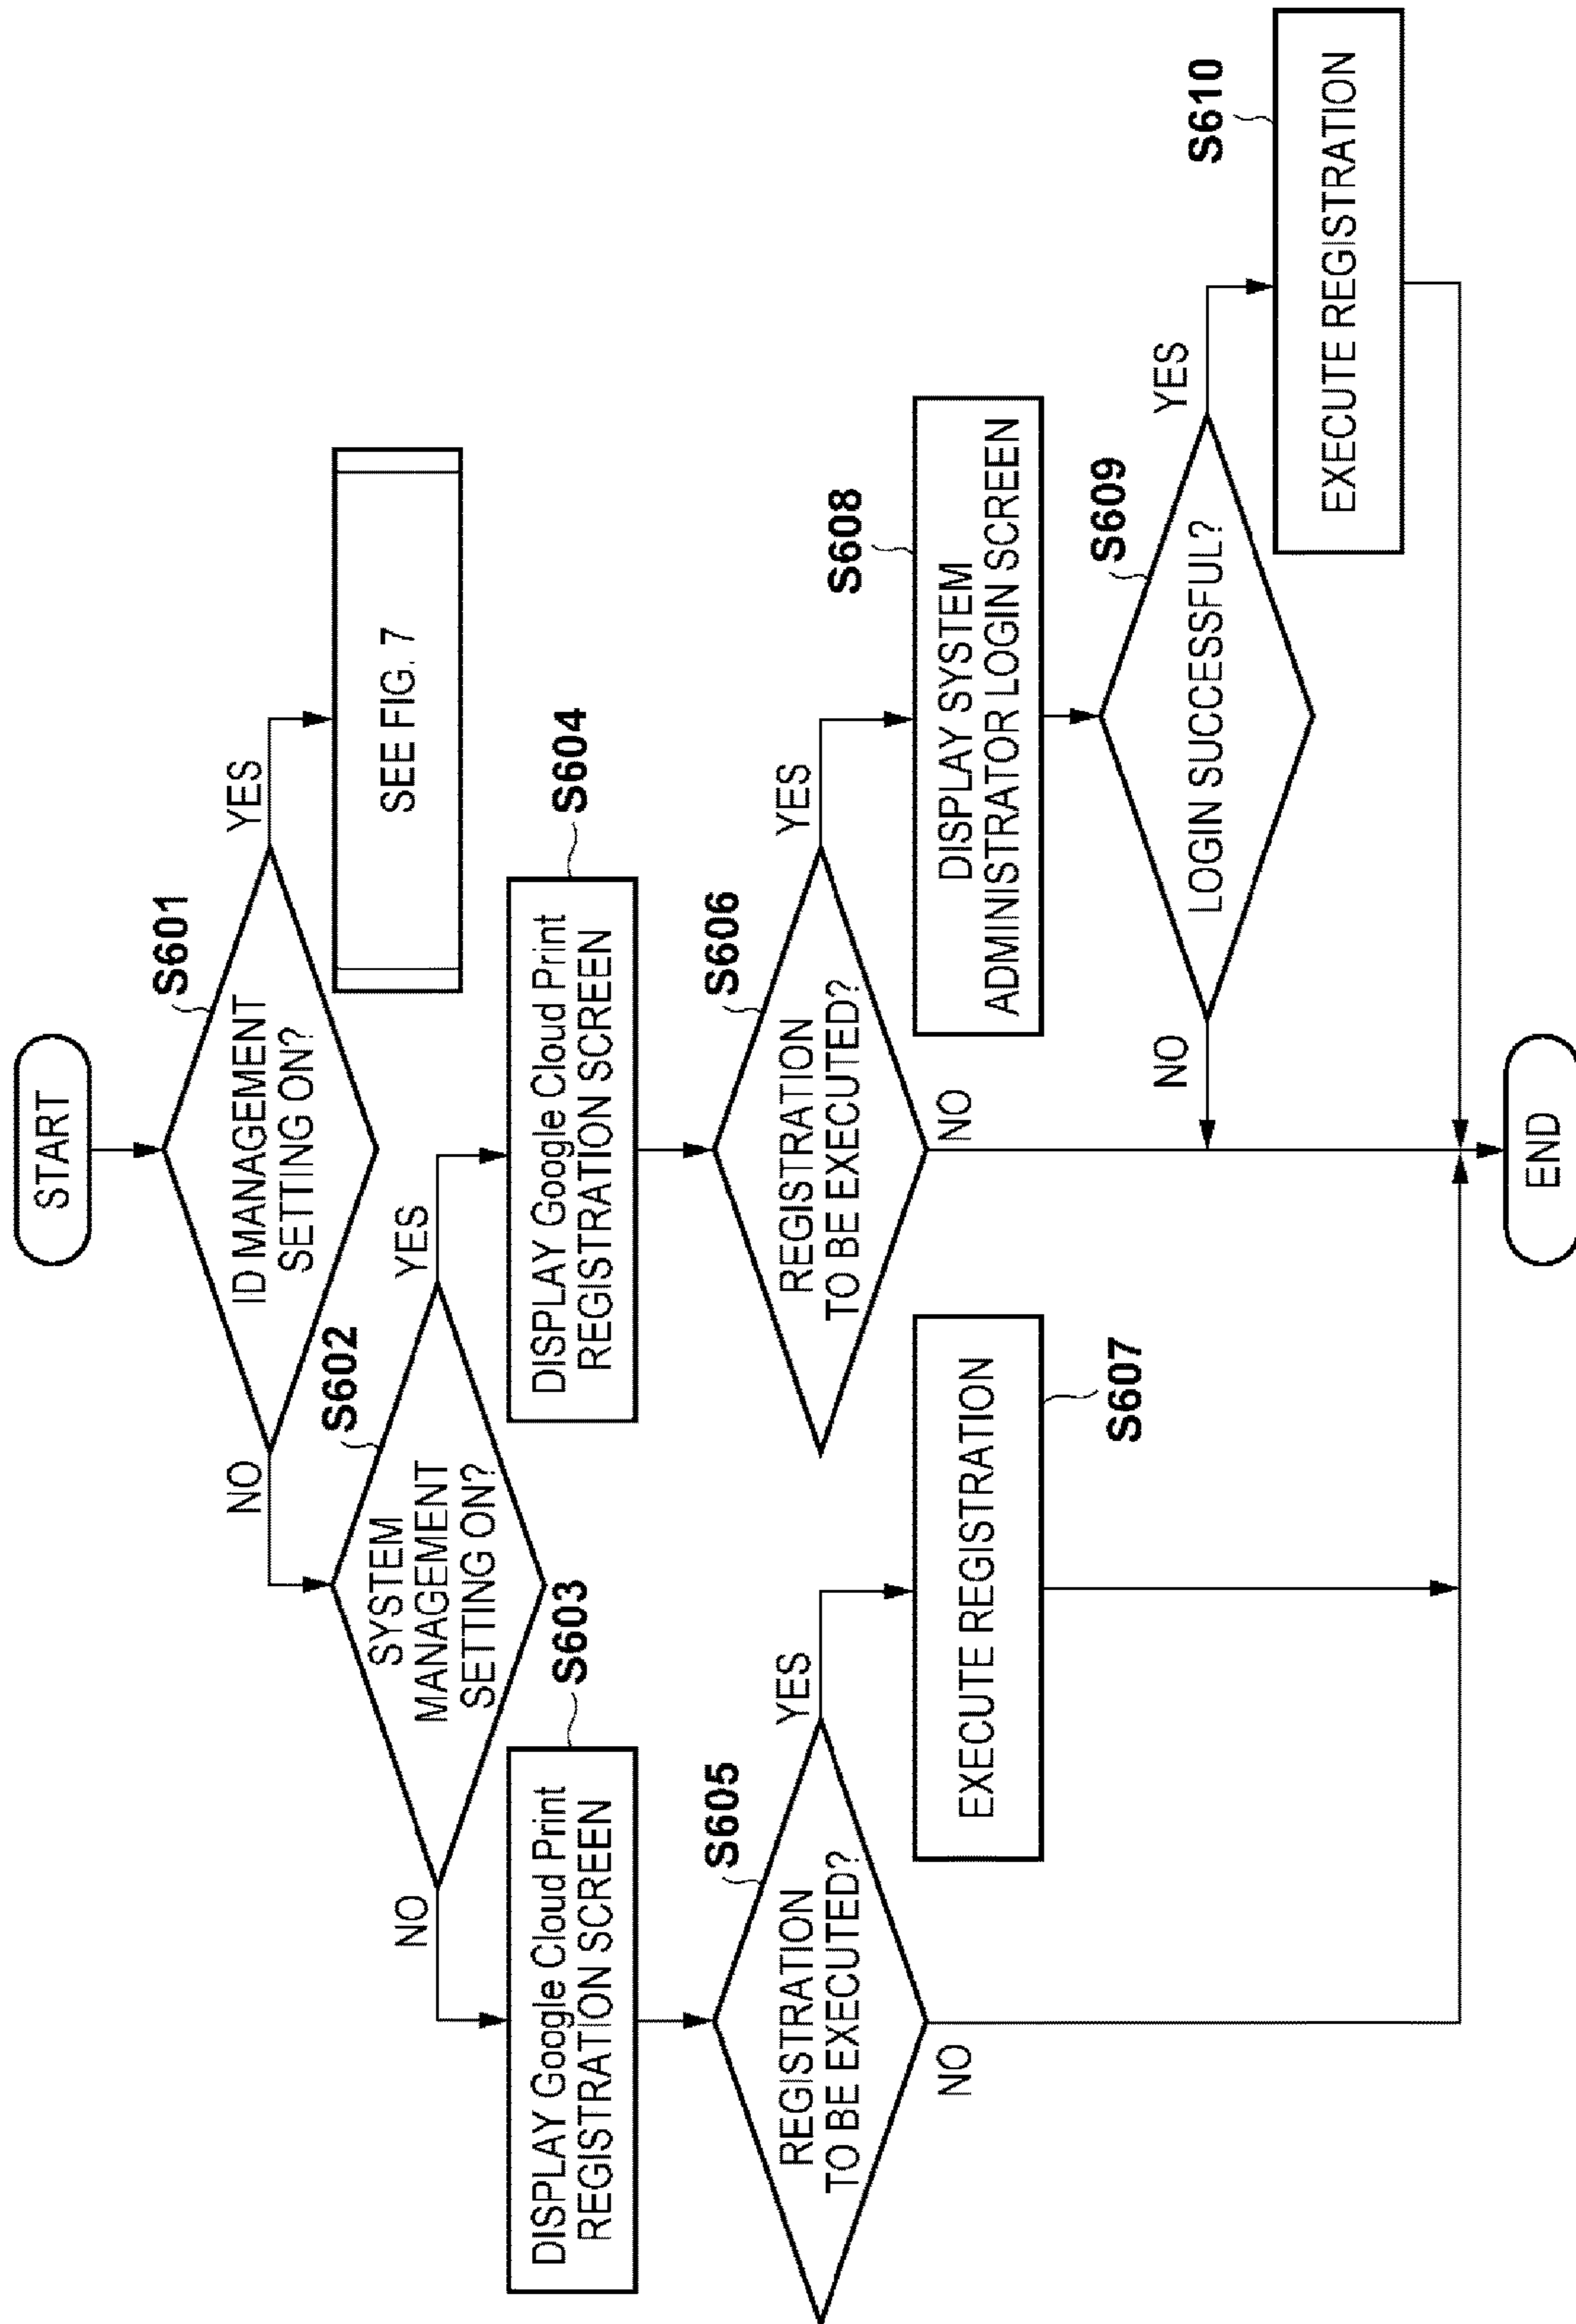 START
S601
ID MANAGEMENT
SETTING ON?
YES
NO
SEE FIG. 7
S602
SYSTEM
MANAGEMENT
SETTING ON?
YES
NO
S603
DISPLAY Google Cloud Print
REGISTRATION SCREEN
S604
DISPLAY Google Cloud Print
REGISTRATION SCREEN
S605
REGISTRATION
TO BE EXECUTED?
YES
NO
S606
REGISTRATION
TO BE EXECUTED?
YES
NO
EXECUTE REGISTRATION
S607
S608
DISPLAY SYSTEM
ADMINISTRATOR LOGIN SCREEN
S609
LOGIN SUCCESSFUL?
YES
NO
S610
EXECUTE REGISTRATION
END